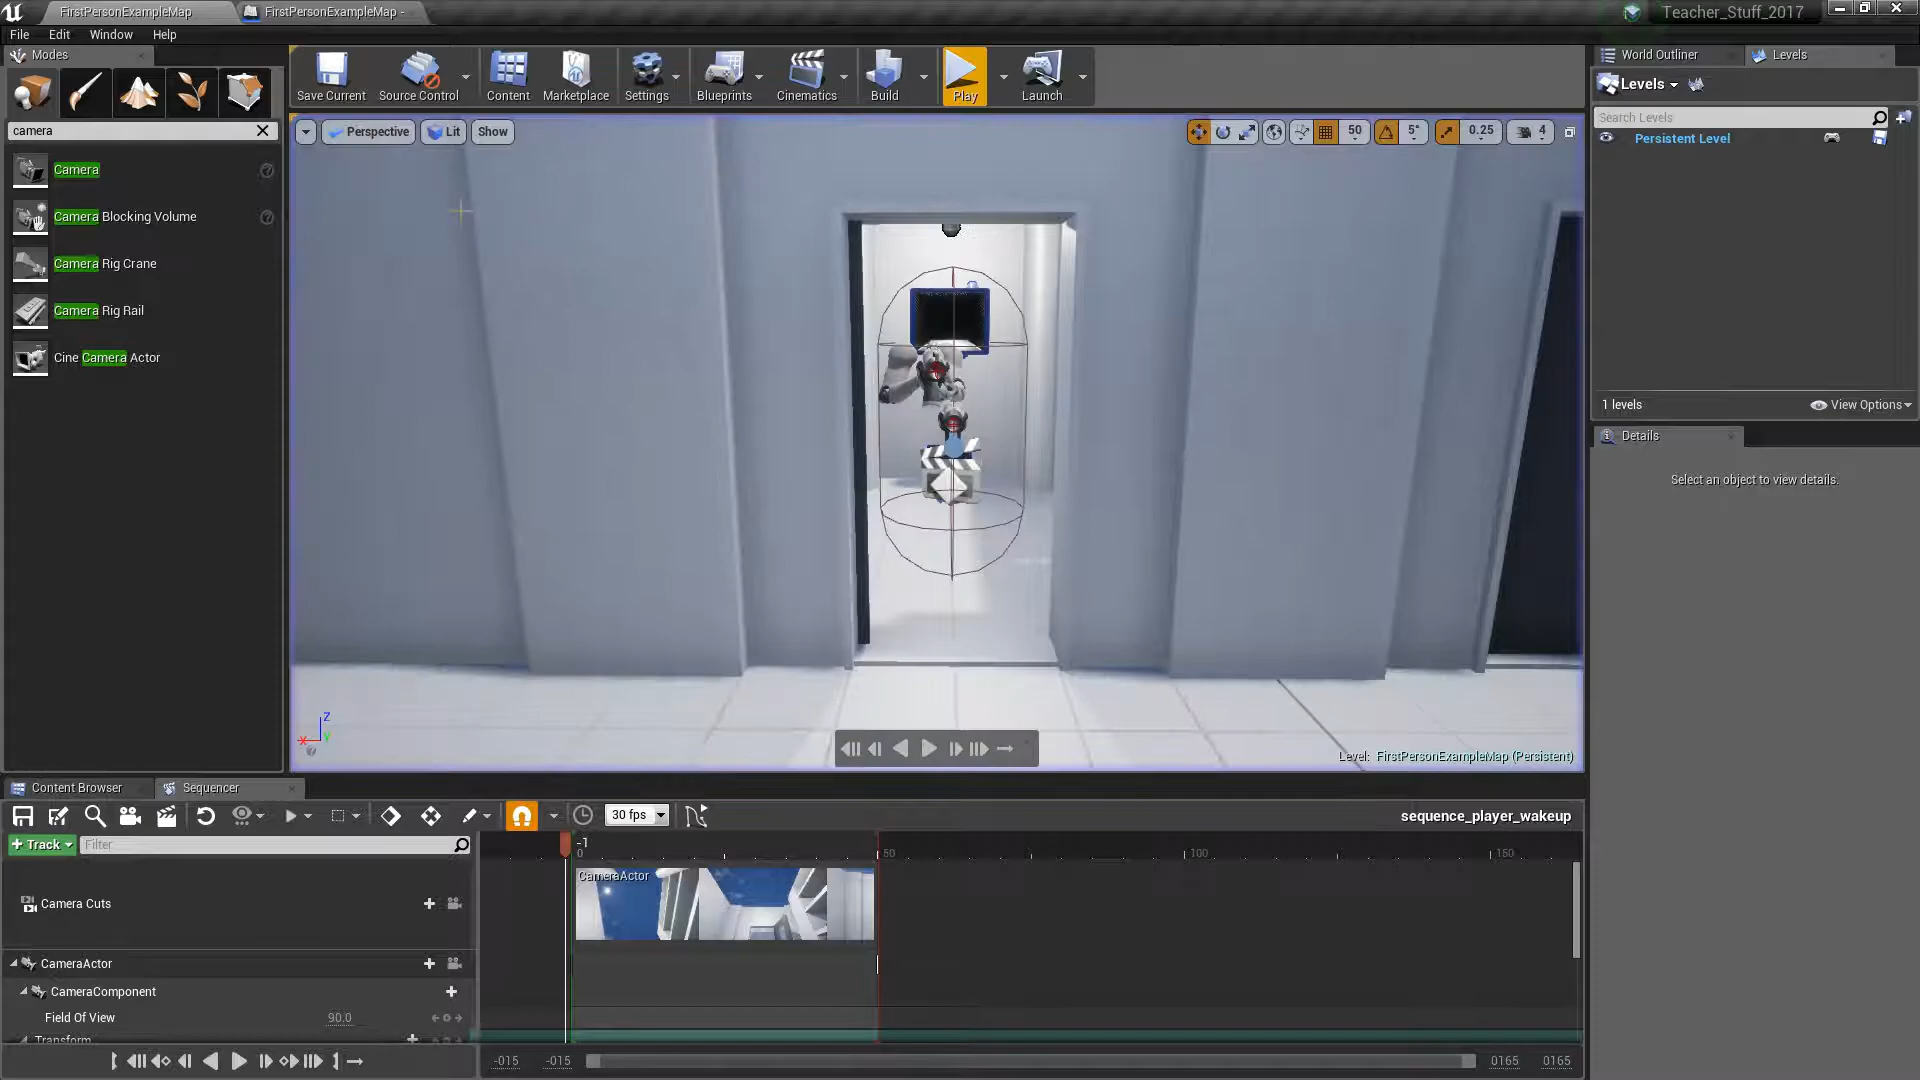 FirstPersonExampleMap
FirstPersonExampleMap -
Teacher_Stuff_2017
File
Edit
Window
Help
Modes
World Outliner
Levels
Save Current
Source Control
Content
Marketplace
Settings
Blueprints
Cinematics
Build
Play
Launch
Levels
Search Levels
Persistent Level
camera
Perspective
Lit
Show
50
5°
0.25
4
Camera
Camera Blocking Volume
Camera Rig Crane
Camera Rig Rail
Cine Camera Actor
1 levels
View Options
Details
Select an object to view details.
Z
X
Y
Level: FirstPersonExampleMap (Persistent)
Content Browser
Sequencer
30 fps
sequence_player_wakeup
Track
Filter
-1
0
50
100
150
CameraActor
Camera Cuts
CameraActor
CameraComponent
Field Of View
90.0
Transform
-015
-015
0165
0165